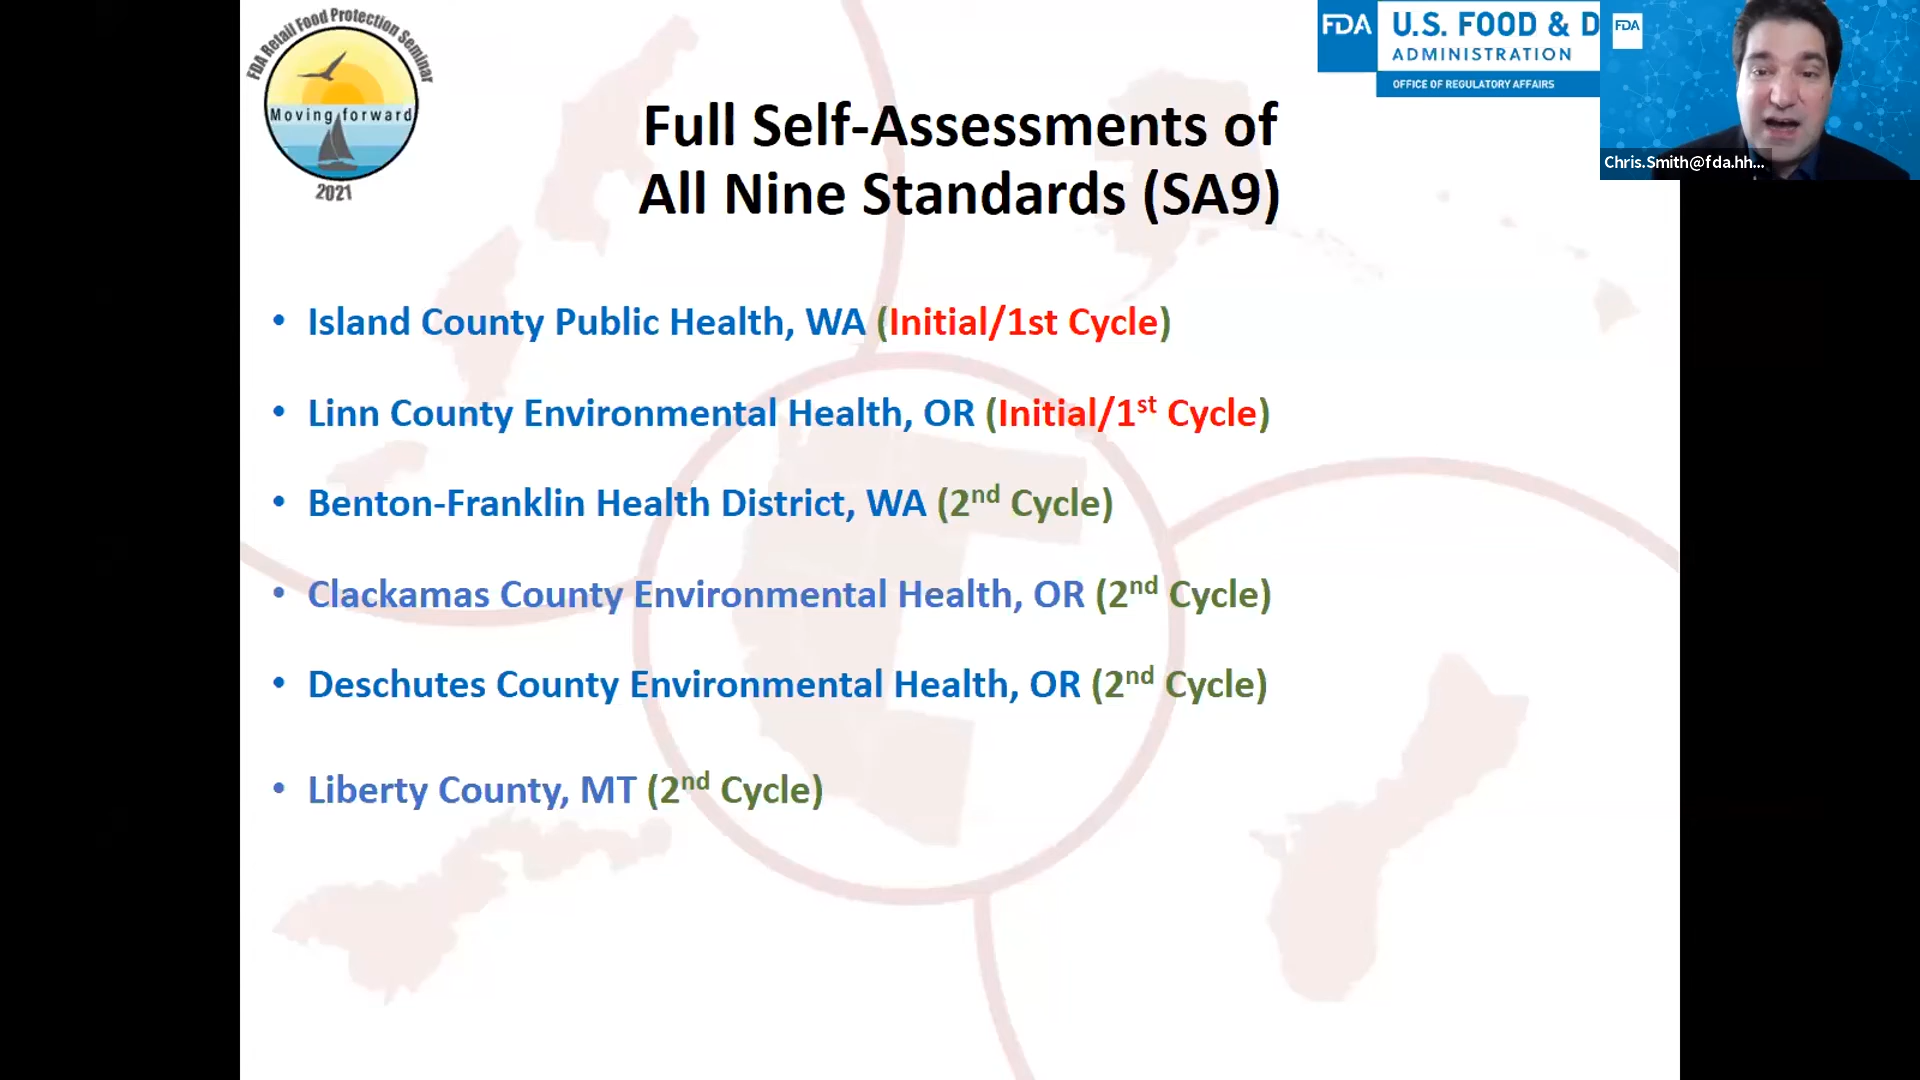 FDA Retail Food Protection Seminar
Moving forward
2021
FDA U.S. FOOD & D
ADMINISTRATION
OFFICE OF REGULATORY AFFAIRS
FDA
Chris.Smith@fda.hh...
Full Self-Assessments of
All Nine Standards (SA9)
• Island County Public Health, WA (Initial/1st Cycle)
• Linn County Environmental Health, OR (Initial/1st Cycle)
• Benton-Franklin Health District, WA (2nd Cycle)
• Clackamas County Environmental Health, OR (2nd Cycle)
• Deschutes County Environmental Health, OR (2nd Cycle)
• Liberty County, MT (2nd Cycle)